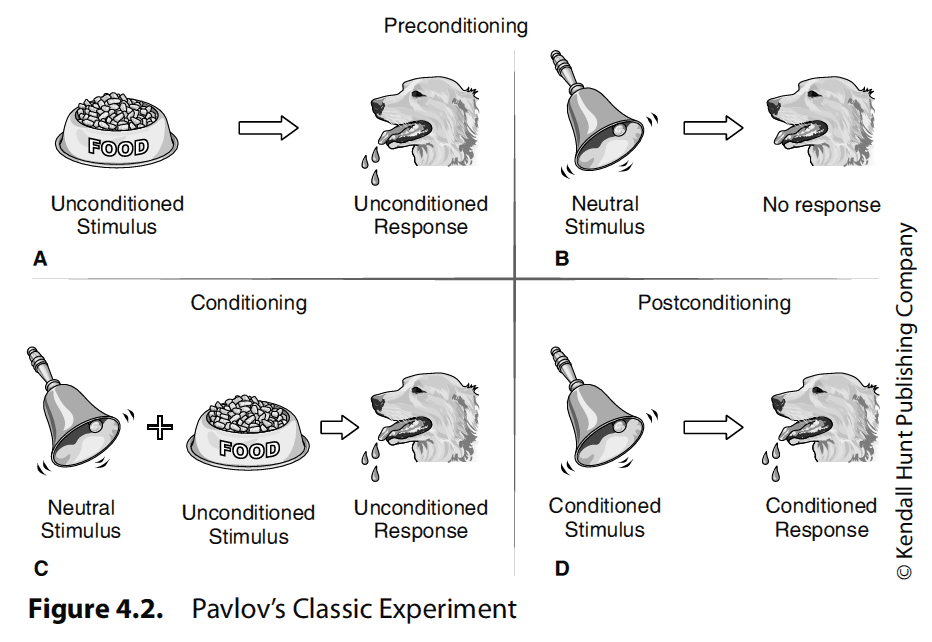 Preconditioning
FOOD
Unconditioned
Stimulus
Unconditioned
Response
A
Neutral
Stimulus
No response
B
Conditioning
FOOD
Neutral
Stimulus
Unconditioned
Stimulus
Unconditioned
Response
C
Postconditioning
Conditioned
Stimulus
Conditioned
Response
D
© Kendall Hunt Publishing Company
Figure 4.2. Pavlov’s Classic Experiment